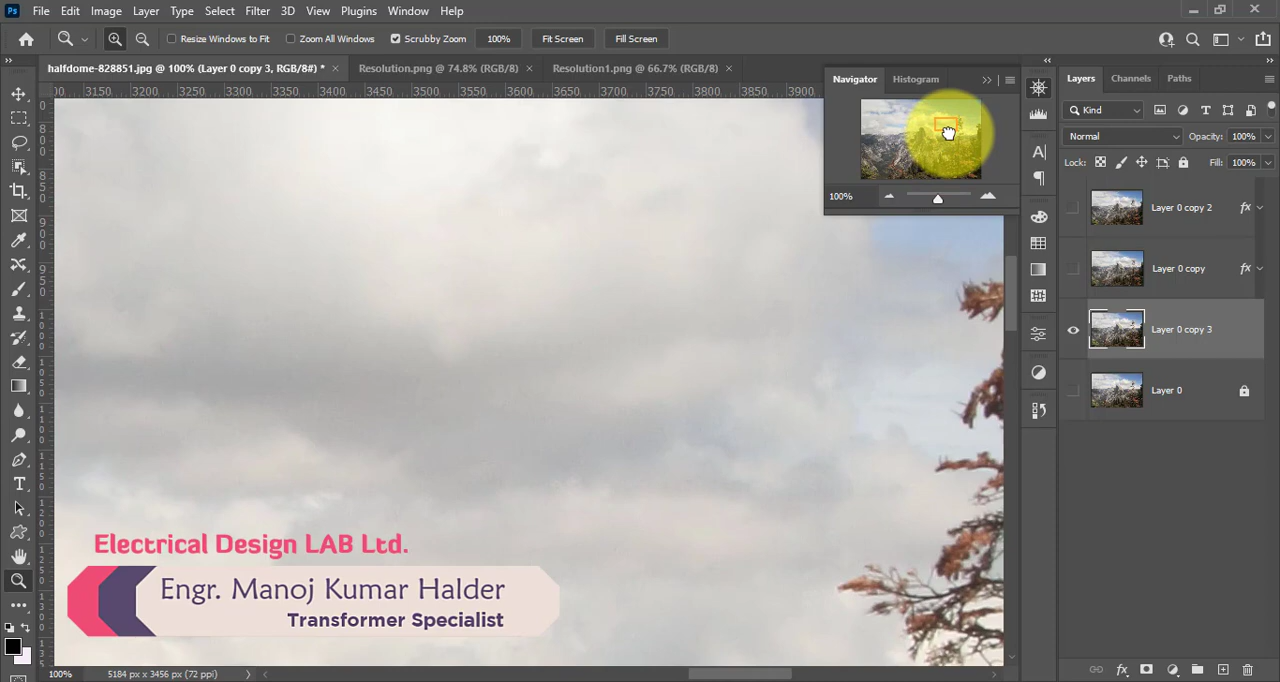 Ps File Edit Image Layer Type Select Filter 3D View Plugins Window Help
Resize Windows to Fit Zoom All Windows Scrubby Zoom 100% Fit Screen Fill Screen
halfdome-828851.jpg @ 100% (Layer 0 copy 3, RGB/8#) * × Resolution.png @ 74.8% (RGB/8) × Resolution1.png @ 66.7% (RGB/8) ×
00 3150 3200 3250 3300 3350 3400 3450 3500 3550 3600 3650 3700 3750 3800 3850 3900
Navigator Histogram
100%
Layers Channels Paths
Kind
Normal Opacity: 100%
Lock: Fill: 100%
Layer 0 copy 2 fx
Layer 0 copy fx
Layer 0 copy 3
Layer 0
Electrical Design LAB Ltd.
Engr. Manoj Kumar Halder
Transformer Specialist
100% 5184 px x 3456 px (72 ppi)